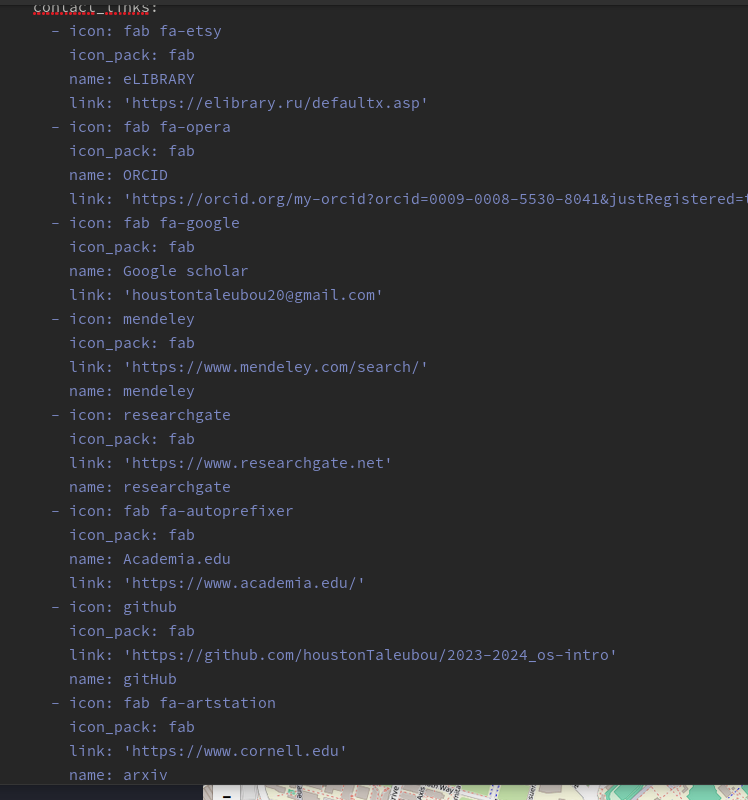 contact_links:
- icon: fab fa-etsy
icon_pack: fab
name: eLIBRARY
link: 'https://elibrary.ru/defaultx.asp'
- icon: fab fa-opera
icon_pack: fab
name: ORCID
link: 'https://orcid.org/my-orcid?orcid=0009-0008-5530-8041&justRegistered=
- icon: fab fa-google
icon_pack: fab
name: Google scholar
link: 'houstontaleubou20@gmail.com'
- icon: mendeley
icon_pack: fab
link: 'https://www.mendeley.com/search/'
name: mendeley
- icon: researchgate
icon_pack: fab
link: 'https://www.researchgate.net'
name: researchgate
- icon: fab fa-autoprefixer
icon_pack: fab
name: Academia.edu
link: 'https://www.academia.edu/'
- icon: github
icon_pack: fab
link: 'https://github.com/houstonTaleubou/2023-2024_os-intro'
name: gitHub
- icon: fab fa-artstation
icon_pack: fab
link: 'https://www.cornell.edu'
name: arxiv